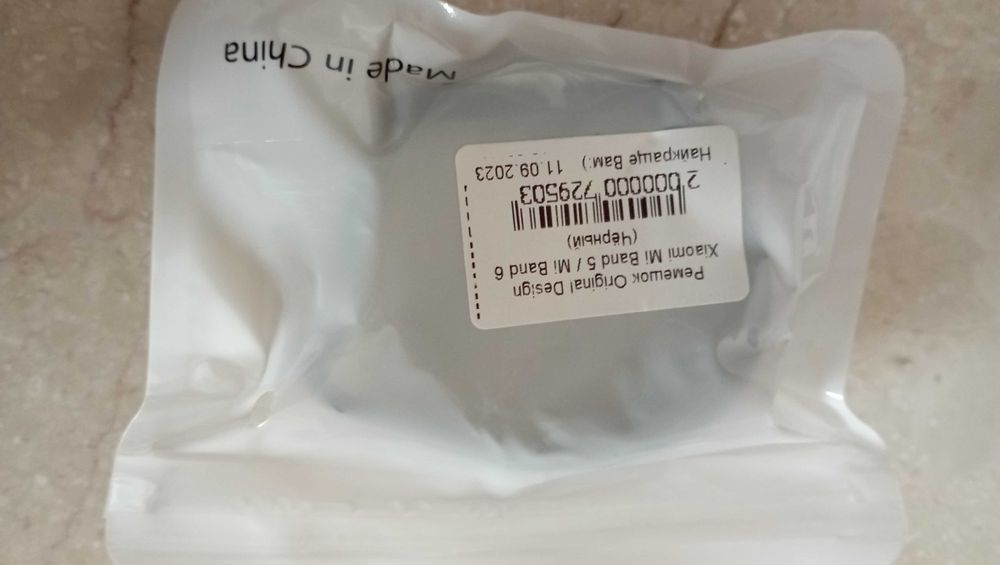 Ремешок Original Design
Xiaomi Mi Band 5 / Mi Band 6
(Чёрный)
2 000000 729503
Найкраще Вам:) 11.09.2023
Made in China